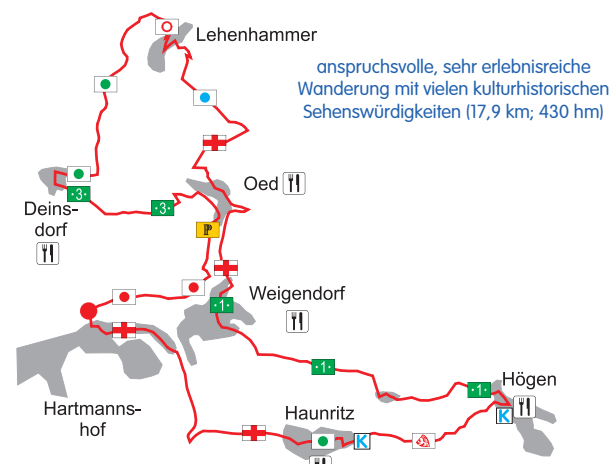 Lehenhammer
anspruchsvolle, sehr erlebnisreiche
Wanderung mit vielen kulturhistorischen
Sehenswürdigkeiten (17,9 km; 430 hm)
Oed
·3·
·3·
Deins-
dorf
P
Weigendorf
·1·
·1·
·1·
Högen
Hartmanns-
hof
Haunritz
K
K